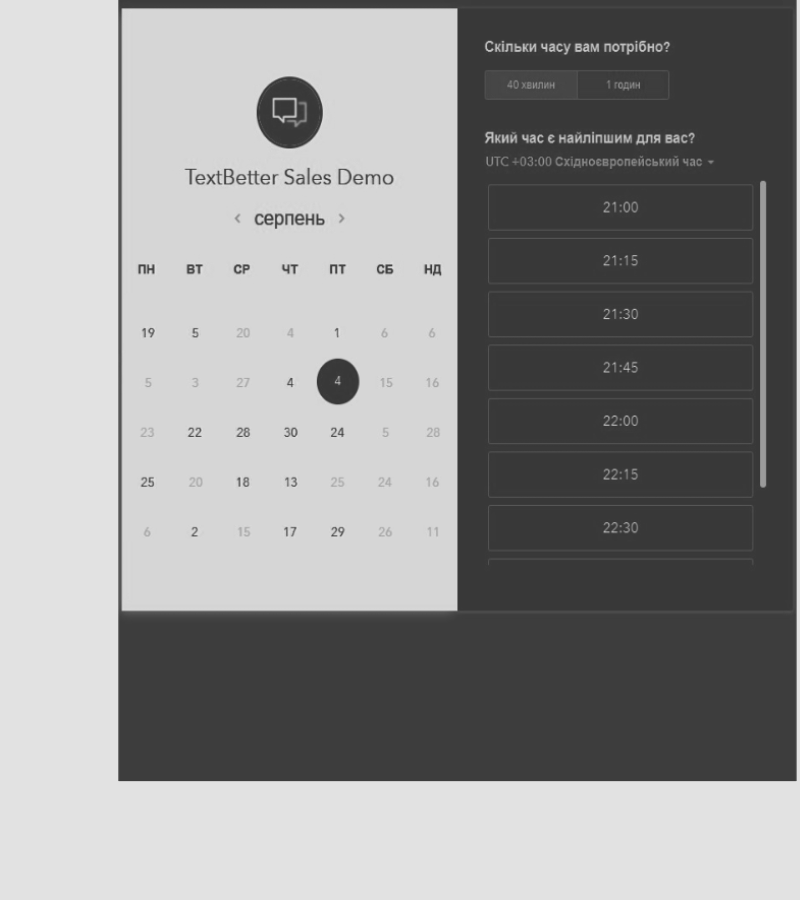 TextBetter Sales Demo
серпень
ПН ВТ СР ЧТ ПТ СБ НД
19 5 20 4 1 6 6
5 3 27 4 4 15 16
23 22 28 30 24 5 28
25 20 18 13 25 24 16
6 2 15 17 29 26 11
Скільки часу вам потрібно?
40 хвилин 1 годин
Який час є найліпшим для вас?
UTC +03:00 Східноєвропейський час
21:00
21:15
21:30
21:45
22:00
22:15
22:30